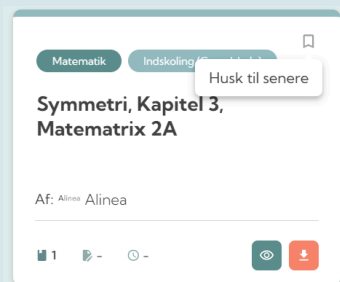 Matematik
Indskoling
Husk til senere
Symmetri, Kapitel 3,
Matematrix 2A
Af: Alinea Alinea
1 - -